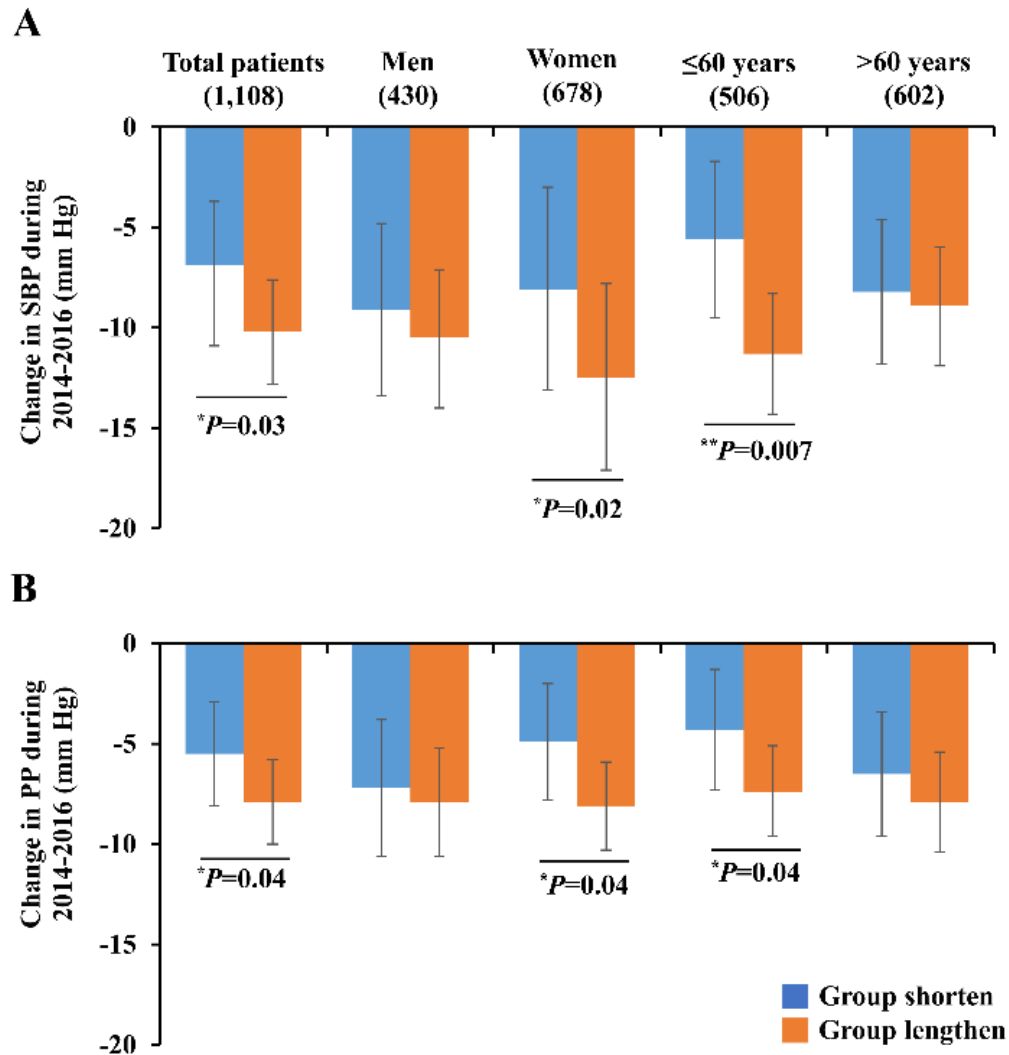 A
Total patients
(1,108)
Men
(430)
Women
(678)
≤60 years
(506)
>60 years
(602)
Change in SBP during
2014-2016 (mm Hg)
0
-5
-10
-15
-20
*P=0.03
*P=0.02
**P=0.007
B
Change in PP during
2014-2016 (mm Hg)
0
-5
-10
-15
-20
*P=0.04
*P=0.04
*P=0.04
Group shorten
Group lengthen